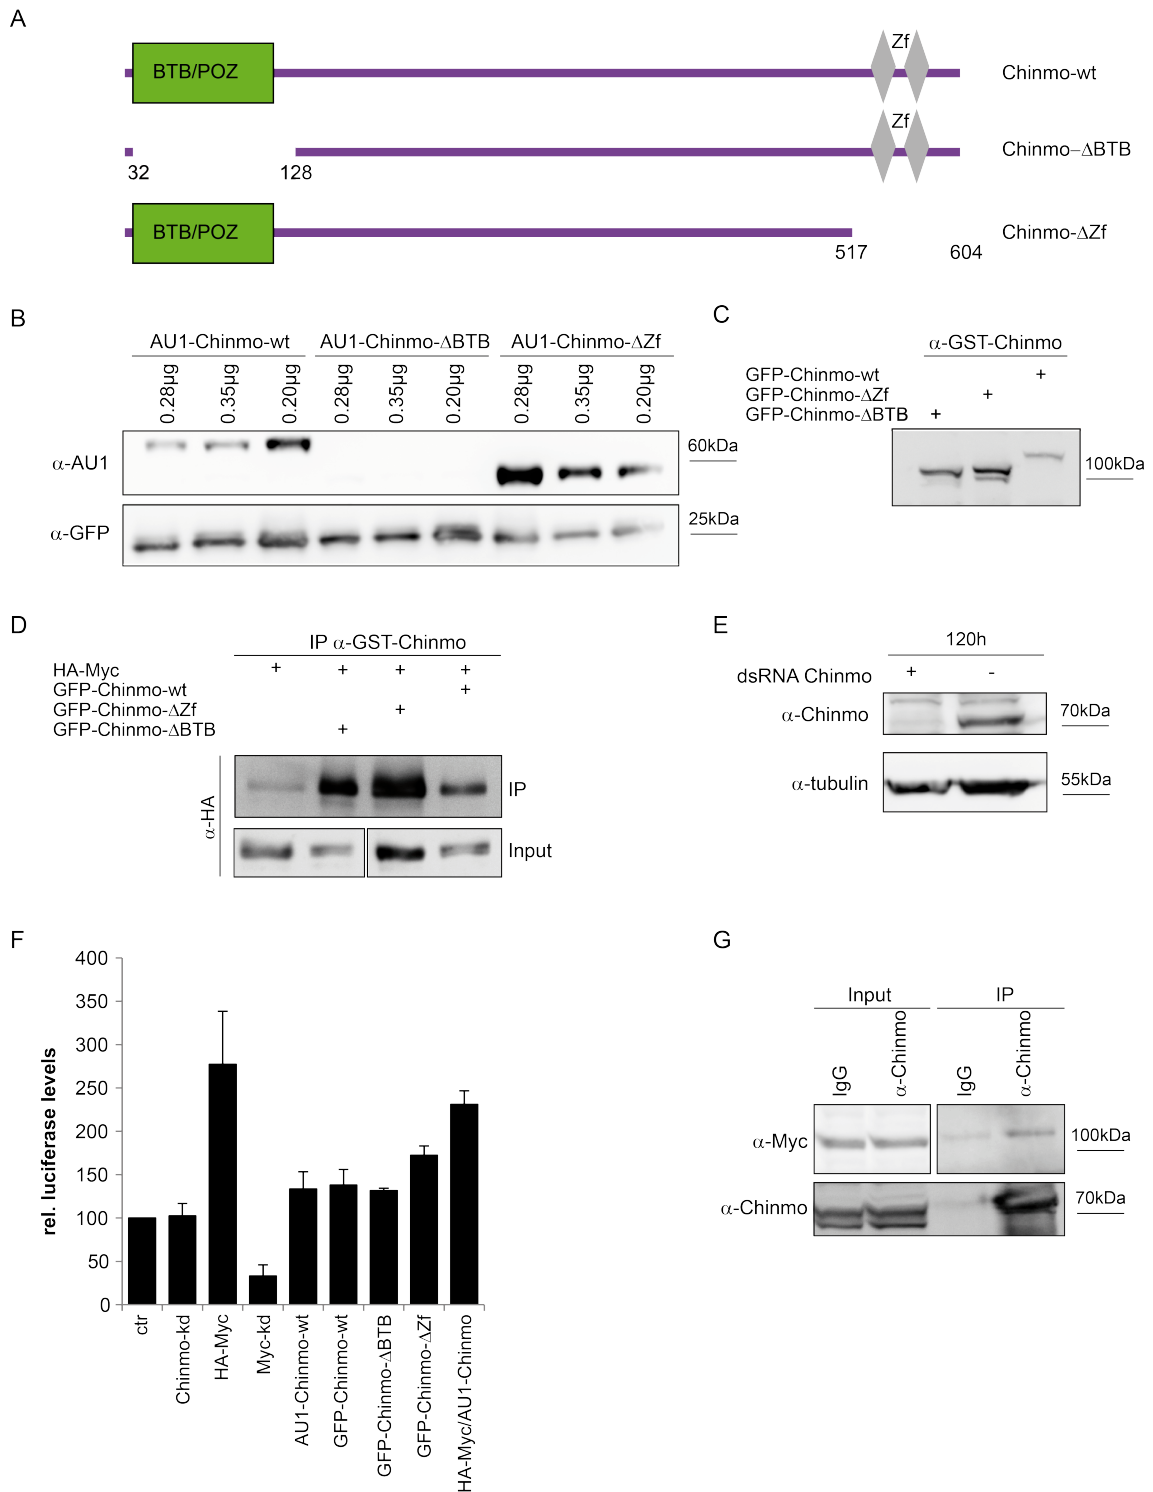 A
BTB/POZ
Zf
Chinmo-wt
Zf
Chinmo–ΔBTB
32
128
BTB/POZ
Chinmo-ΔZf
517
604
B
AU1-Chinmo-wt
AU1-Chinmo-ΔBTB
AU1-Chinmo-ΔZf
0.28μg
0.35μg
0.20μg
0.28μg
0.35μg
0.20μg
0.28μg
0.35μg
0.20μg
α-AU1
60kDa
α-GFP
25kDa
C
α-GST-Chinmo
GFP-Chinmo-wt +
GFP-Chinmo-ΔZf +
GFP-Chinmo-ΔBTB +
100kDa
D
IP α-GST-Chinmo
HA-Myc + + + +
GFP-Chinmo-wt +
GFP-Chinmo-ΔZf +
GFP-Chinmo-ΔBTB +
α-HA
IP
Input
E
120h
dsRNA Chinmo + -
α-Chinmo
70kDa
α-tubulin
55kDa
F
rel. luciferase levels
400
350
300
250
200
150
100
50
0
ctr
Chinmo-kd
HA-Myc
Myc-kd
AU1-Chinmo-wt
GFP-Chinmo-wt
GFP-Chinmo-ΔBTB
GFP-Chinmo-ΔZf
HA-Myc/AU1-Chinmo
G
Input
IP
IgG
α-Chinmo
IgG
α-Chinmo
α-Myc
100kDa
α-Chinmo
70kDa